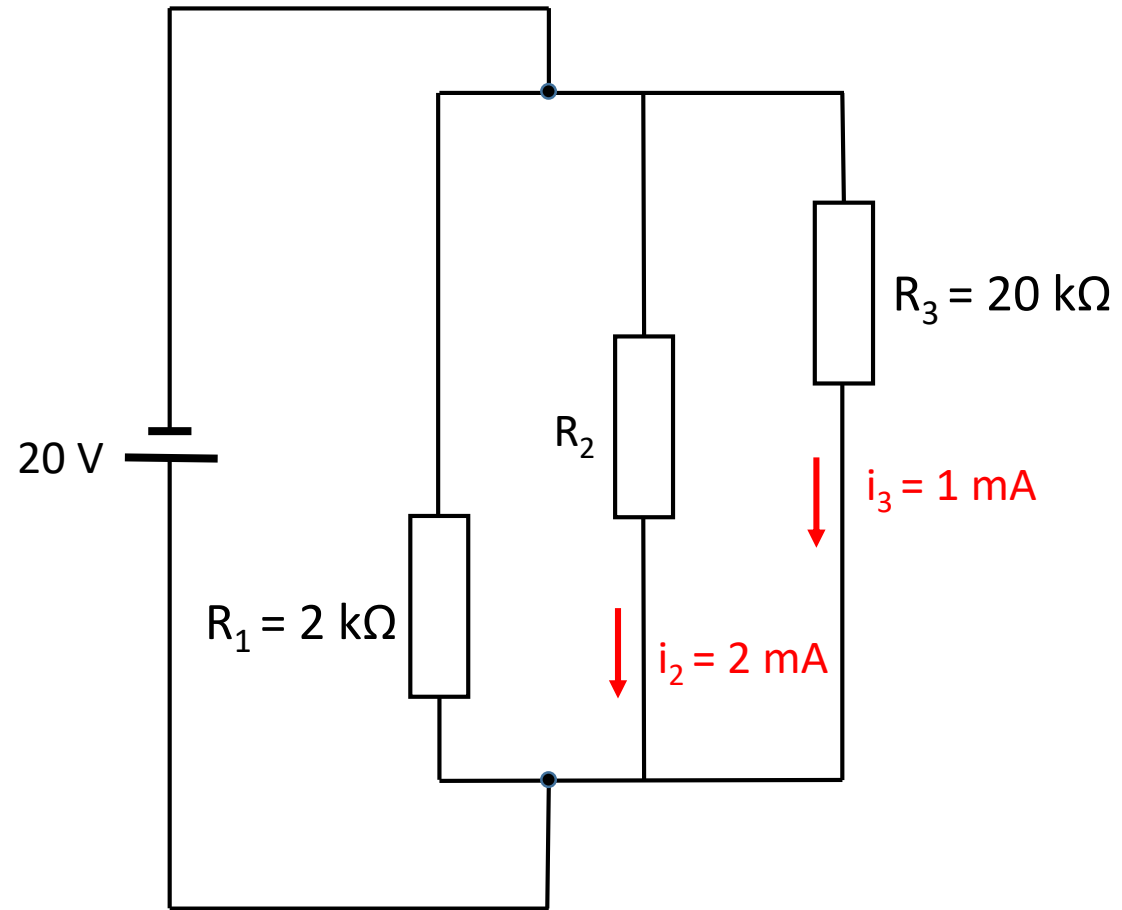 R₃ = 20 kΩ
R₂
20 V
i₃ = 1 mA
R₁ = 2 kΩ
i₂ = 2 mA